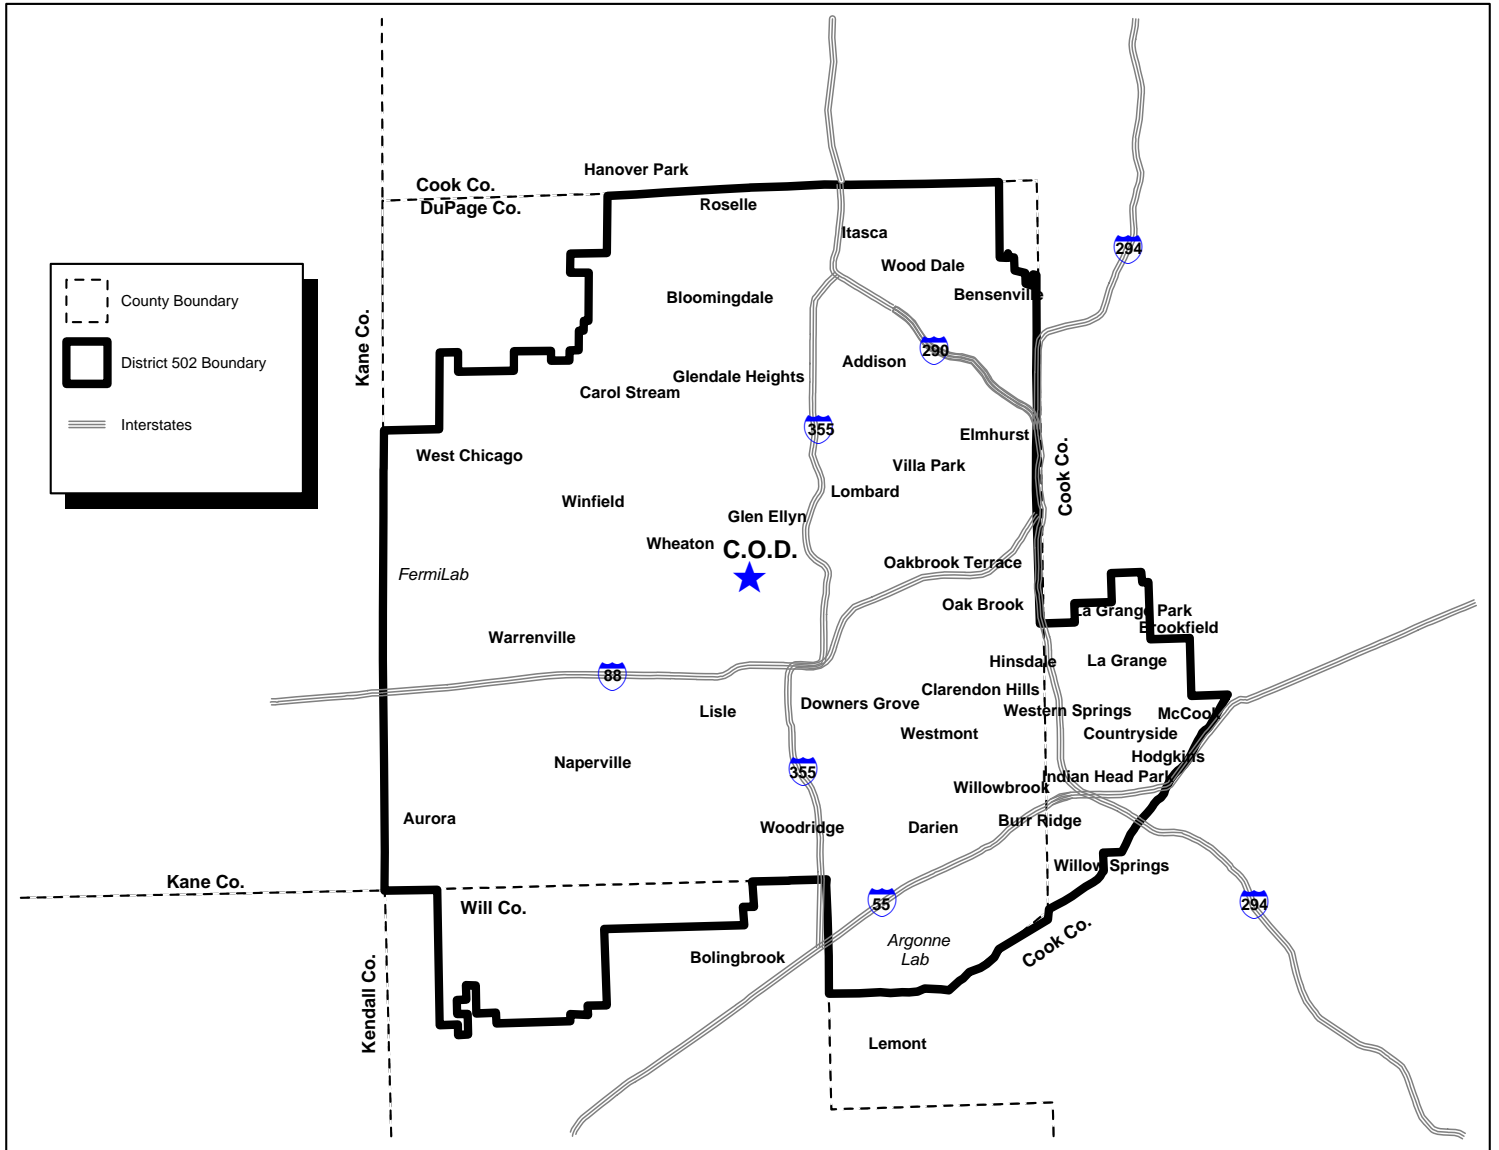 Hanover Park
Cook Co.
DuPage Co.
Roselle
Itasca
294
Wood Dale
Bensenville
County Boundary
Bloomingdale
Kane Co.
290
District 502 Boundary
Addison
Glendale Heights
Carol Stream
Interstates
355
Elmhurst
West Chicago
Villa Park
Cook Co.
Lombard
Winfield
Glen Ellyn
Wheaton
C.O.D.
Oakbrook Terrace
FermiLab
Oak Brook
La Grange Park
Brookfield
Warrenville
Hinsdale
La Grange
88
Clarendon Hills
Downers Grove
Lisle
Western Springs
McCook
Westmont
Countryside
Hodgkins
Naperville
355
Indian Head Park
Willowbrook
Aurora
Woodridge
Darien
Burr Ridge
Willow Springs
Kane Co.
Will Co.
55
294
Argonne
Lab
Cook Co.
Bolingbrook
Kendall Co.
Lemont